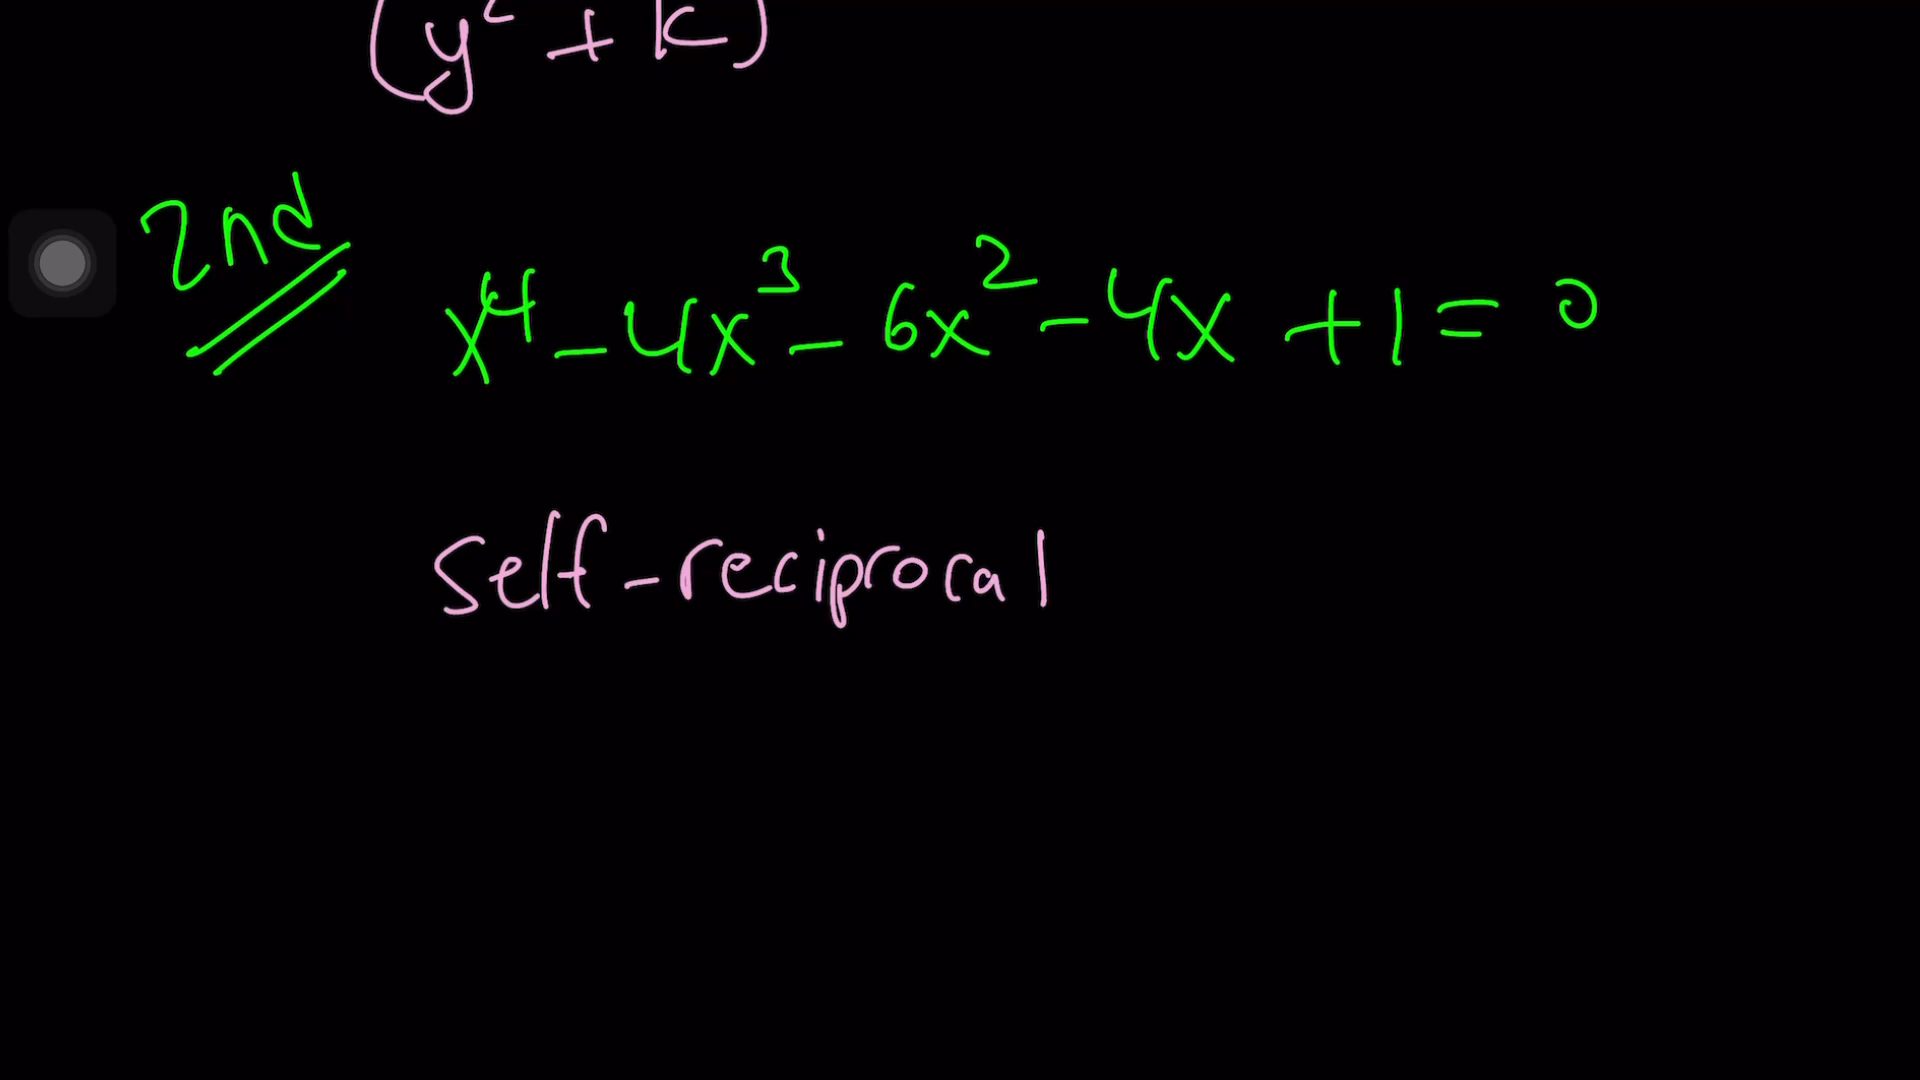 (y² + k)
2nd
x⁴ - 4x³ - 6x² - 4x + 1 = 0
self-reciprocal